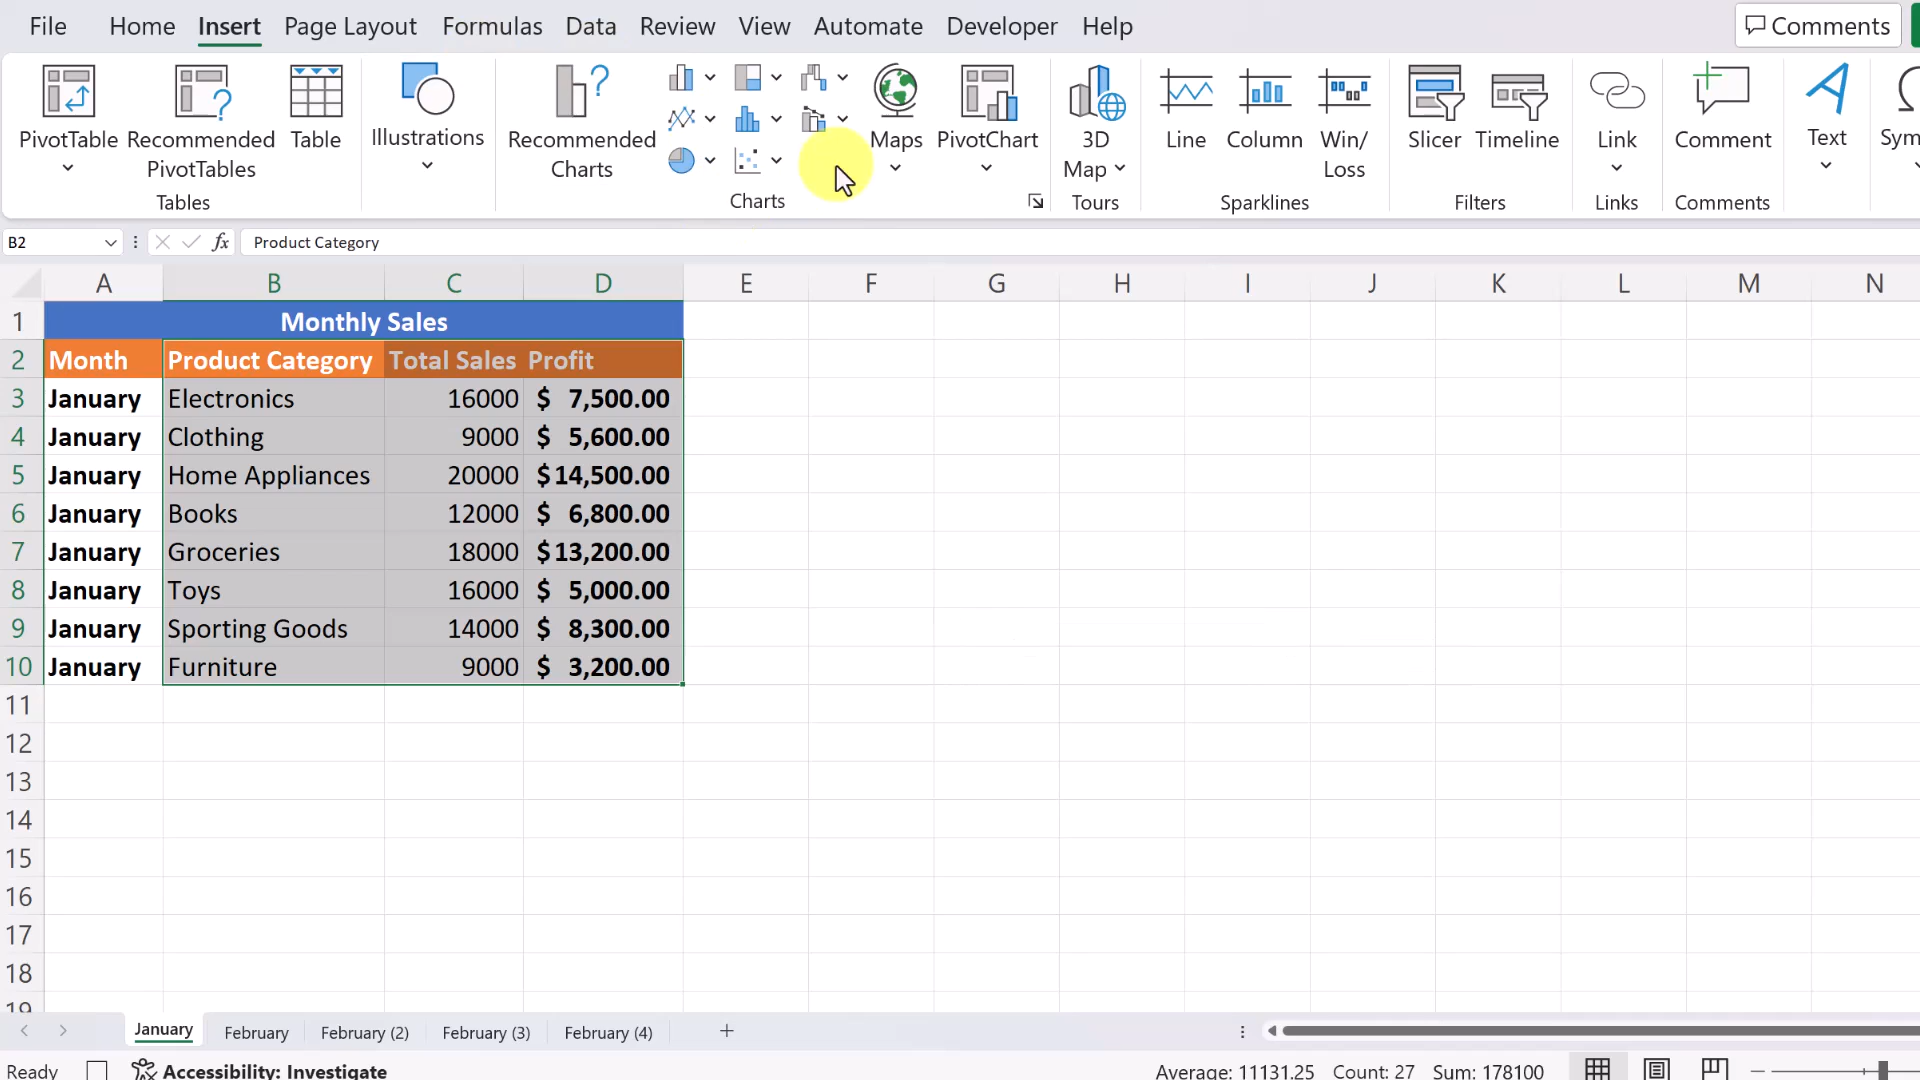 File Home Insert Page Layout Formulas Data Review View Automate Developer Help Comments
PivotTable Recommended PivotTables Table Illustrations Recommended Charts Maps PivotChart 3D Map Line Column Win/Loss Slicer Timeline Link Comment Text
Tables Charts Tours Sparklines Filters Links Comments
B2 fx Product Category
A B C D E F G H I J K L M N
1 Monthly Sales
2 Month Product Category Total Sales Profit
3 January Electronics 16000 $ 7,500.00
4 January Clothing 9000 $ 5,600.00
5 January Home Appliances 20000 $14,500.00
6 January Books 12000 $ 6,800.00
7 January Groceries 18000 $13,200.00
8 January Toys 16000 $ 5,000.00
9 January Sporting Goods 14000 $ 8,300.00
10 January Furniture 9000 $ 3,200.00
11
12
13
14
15
16
17
18
19
January February February (2) February (3) February (4) +
Ready Accessibility: Investigate Average: 11131.25 Count: 27 Sum: 178100